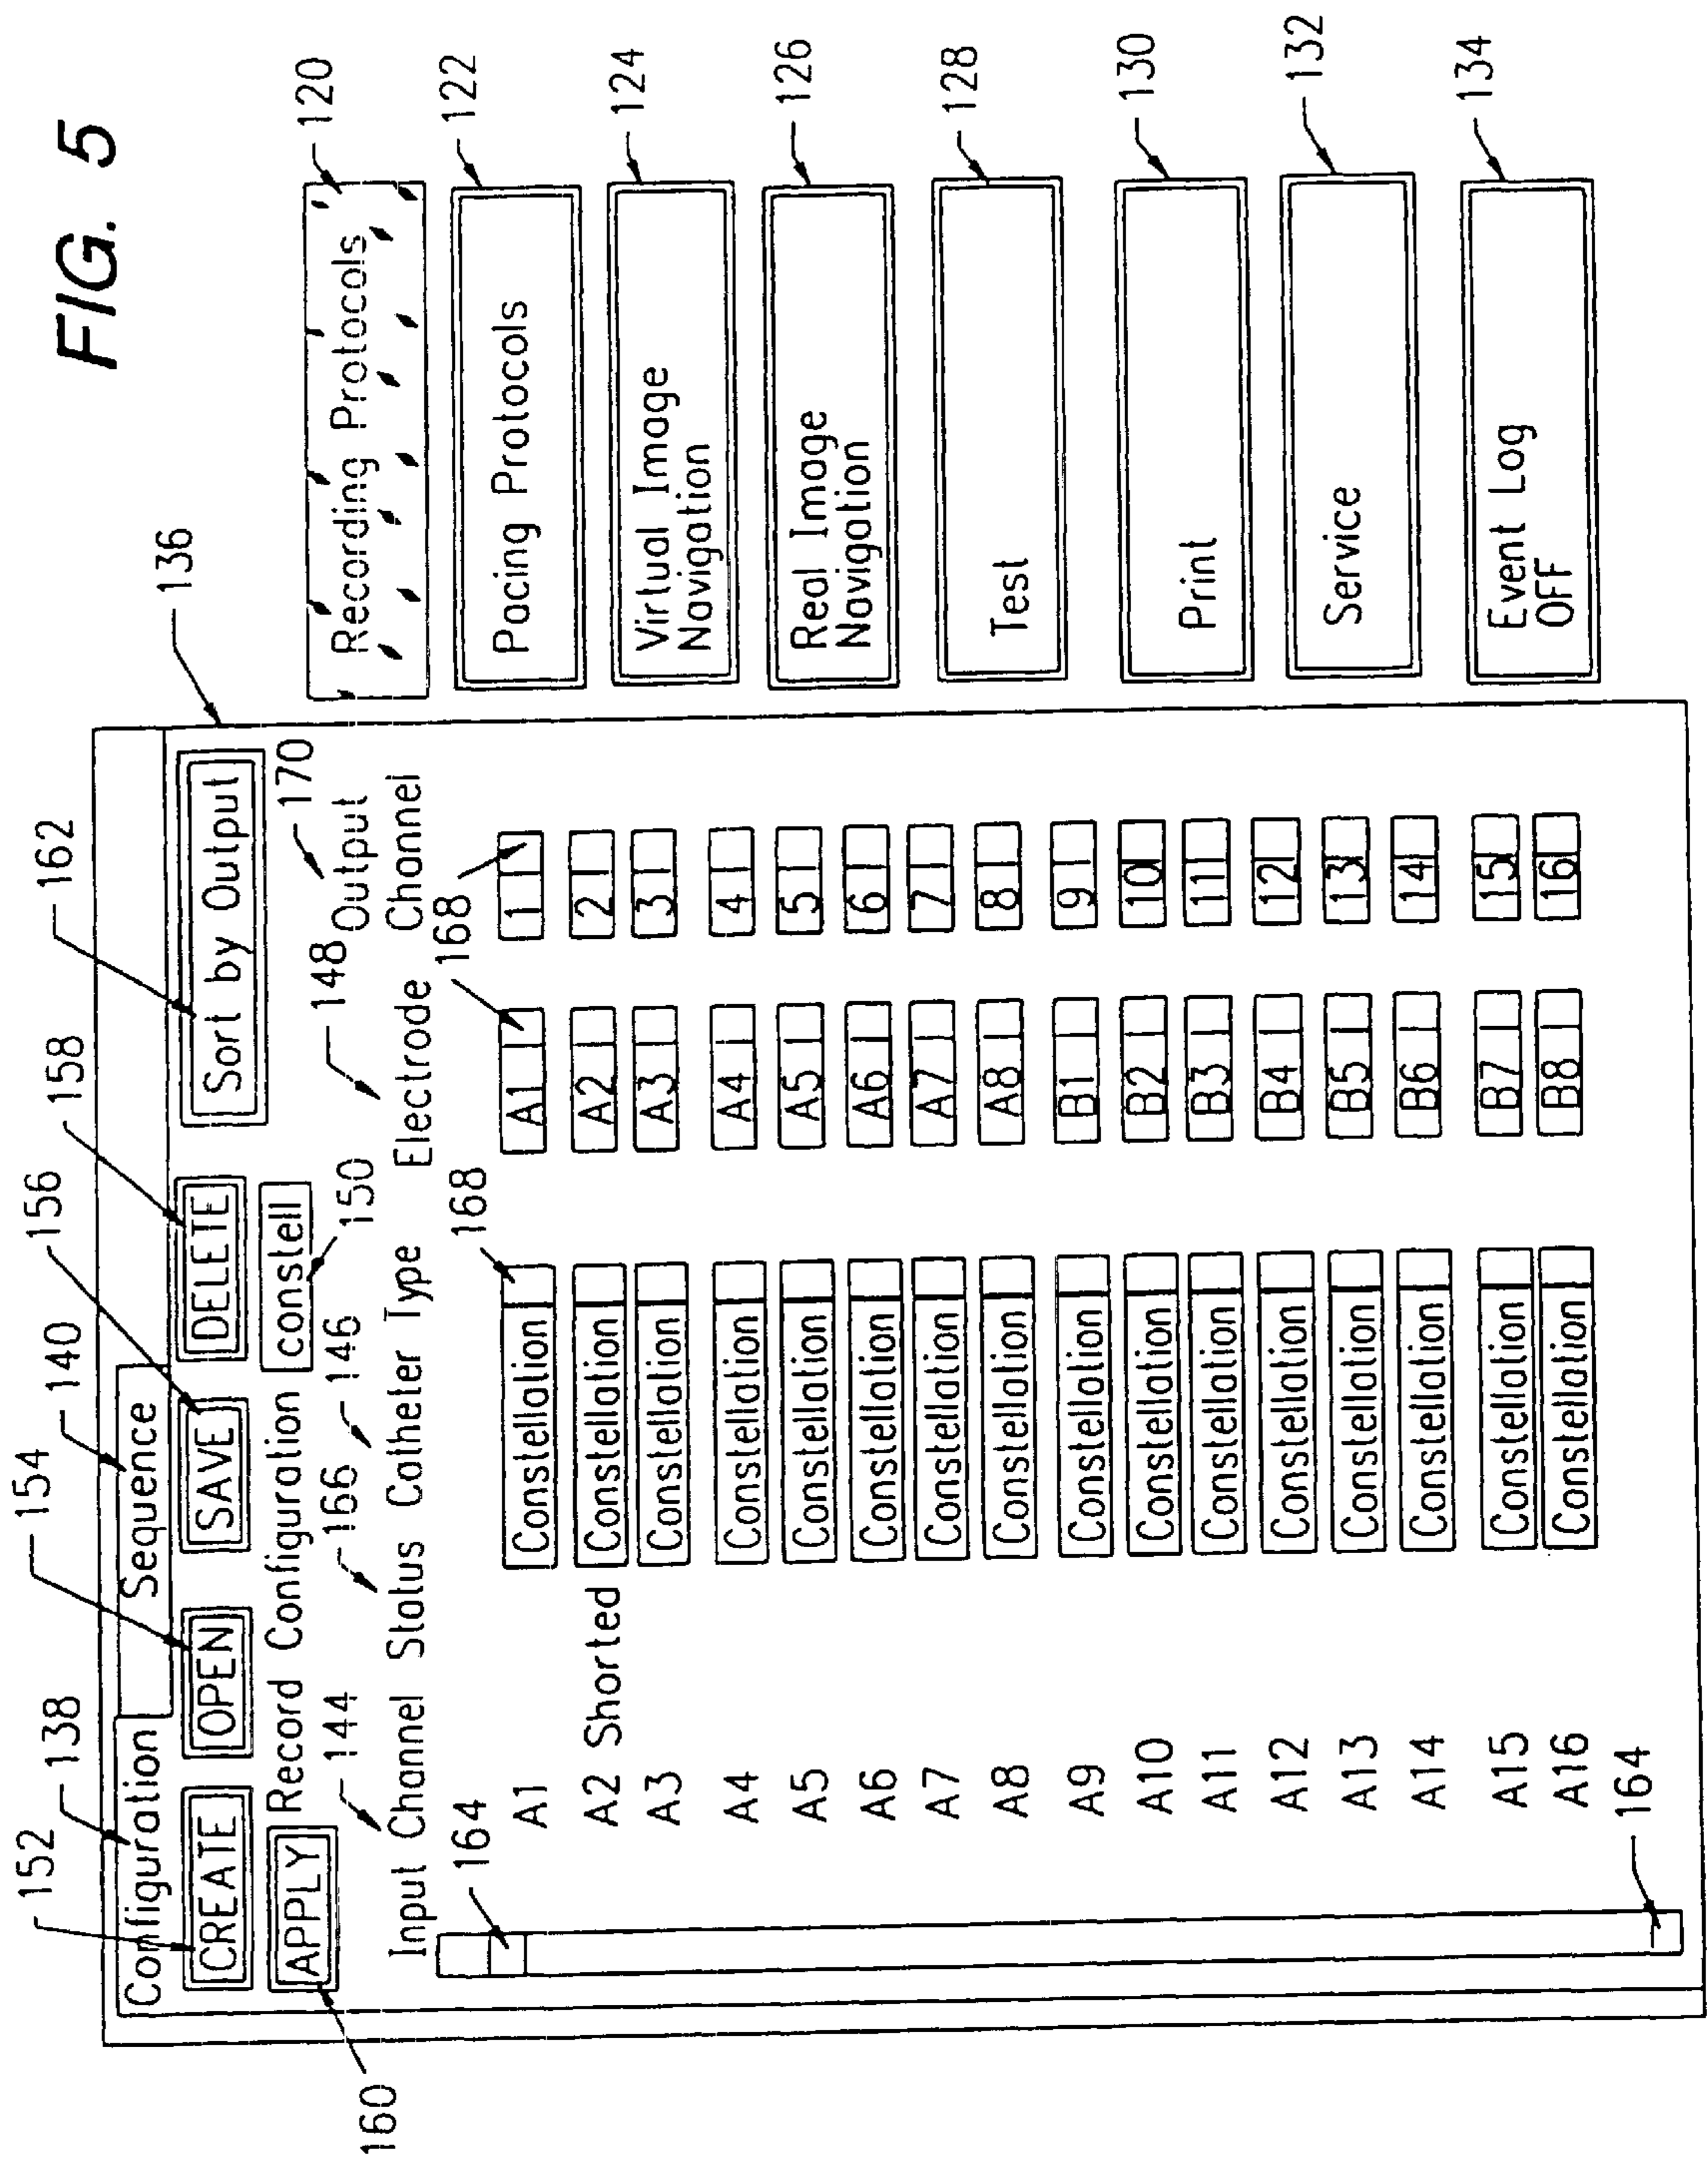 FIG. 5
152
138
154
140
156
158
162
136
Configuration
Sequence
CREATE
OPEN
SAVE
DELETE
Sort by Output
APPLY
Record Configuration
constell
160
144
166
146
150
148
170
Input Channel
Status
Catheter Type
Electrode
Output Channel
164
168
168
A1 Constellation A1 1
A2 Shorted Constellation A2 2
A3 Constellation A3 3
A4 Constellation A4 4
A5 Constellation A5 5
A6 Constellation A6 6
A7 Constellation A7 7
A8 Constellation A8 8
A9 Constellation B1 9
A10 Constellation B2 10
A11 Constellation B3 11
A12 Constellation B4 12
A13 Constellation B5 13
A14 Constellation B6 14
A15 Constellation B7 15
A16 Constellation B8 16
164
Recording Protocols
120
Pacing Protocols
122
Virtual Image
Navigation
124
Real Image
Navigation
126
Test
128
Print
130
Service
132
Event Log
OFF
134